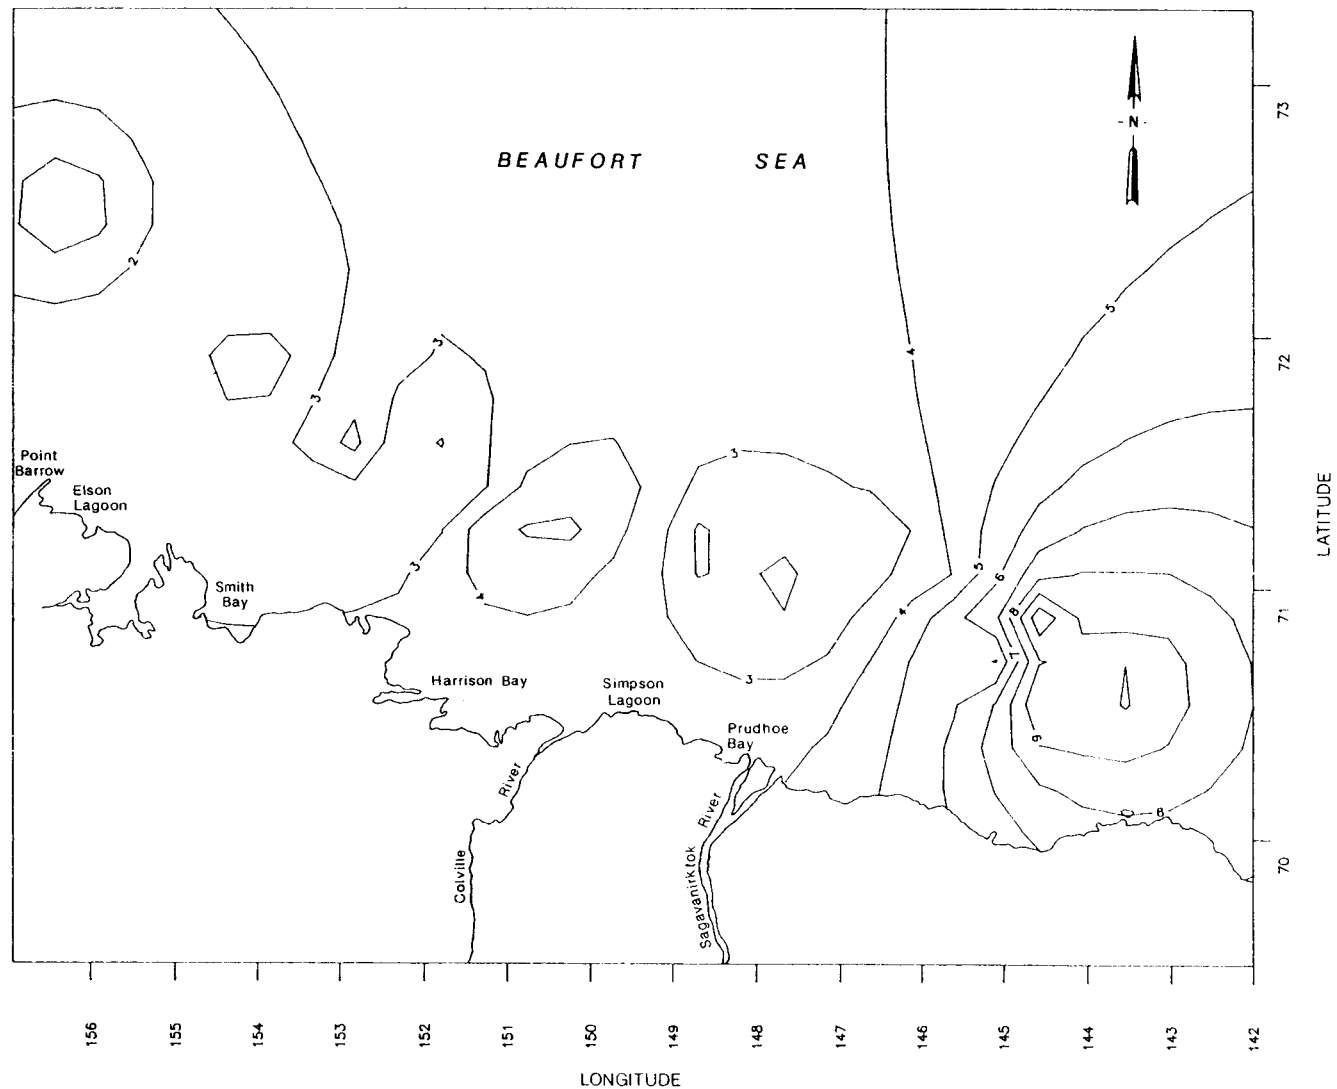 BEAUFORT SEA
- N -
73
72
71
70
LATITUDE
2
3
3
3
3
3
4
4
4
5
5
6
7
8
8
9
Point
Barrow
Elson
Lagoon
Smith
Bay
Harrison Bay
Simpson
Lagoon
Prudhoe
Bay
Colville
River
Sagavanirktok
River
156
155
154
153
152
151
150
149
148
147
146
145
144
143
142
LONGITUDE